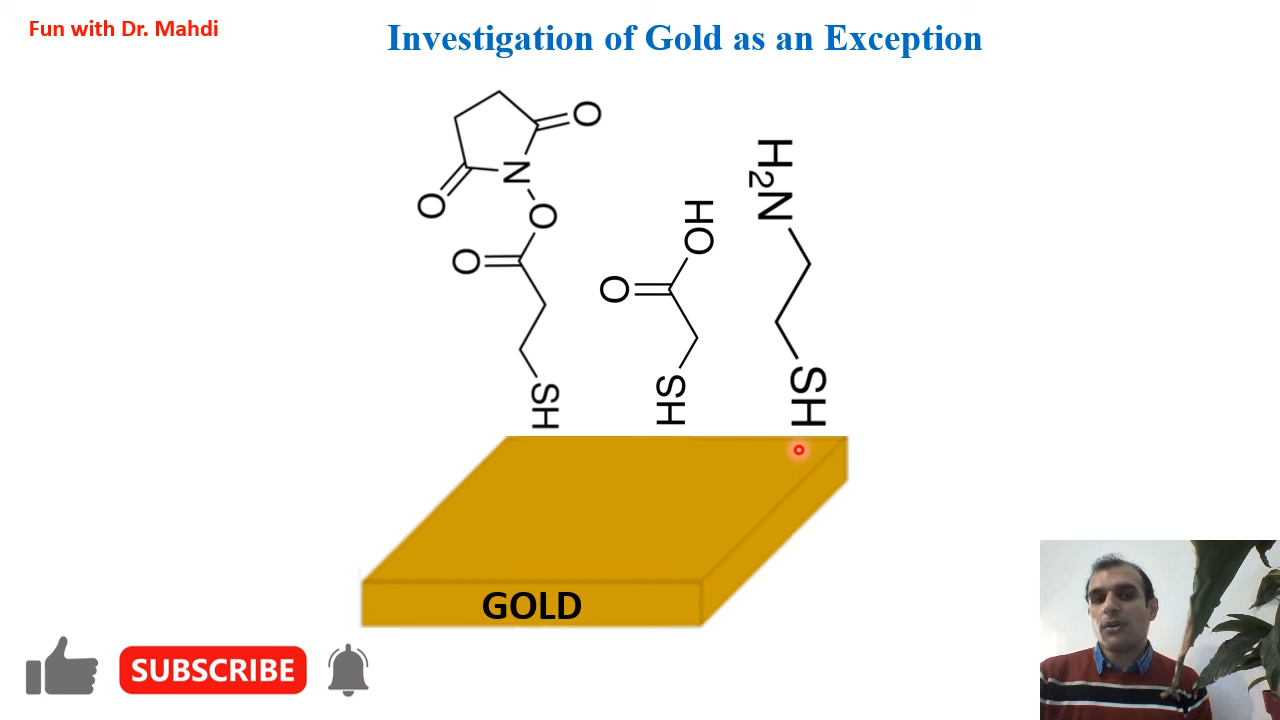 Fun with Dr. Mahdi
Investigation of Gold as an Exception
O
N
O
O
O
SH
HO
O
SH
H2N
SH
GOLD
SUBSCRIBE